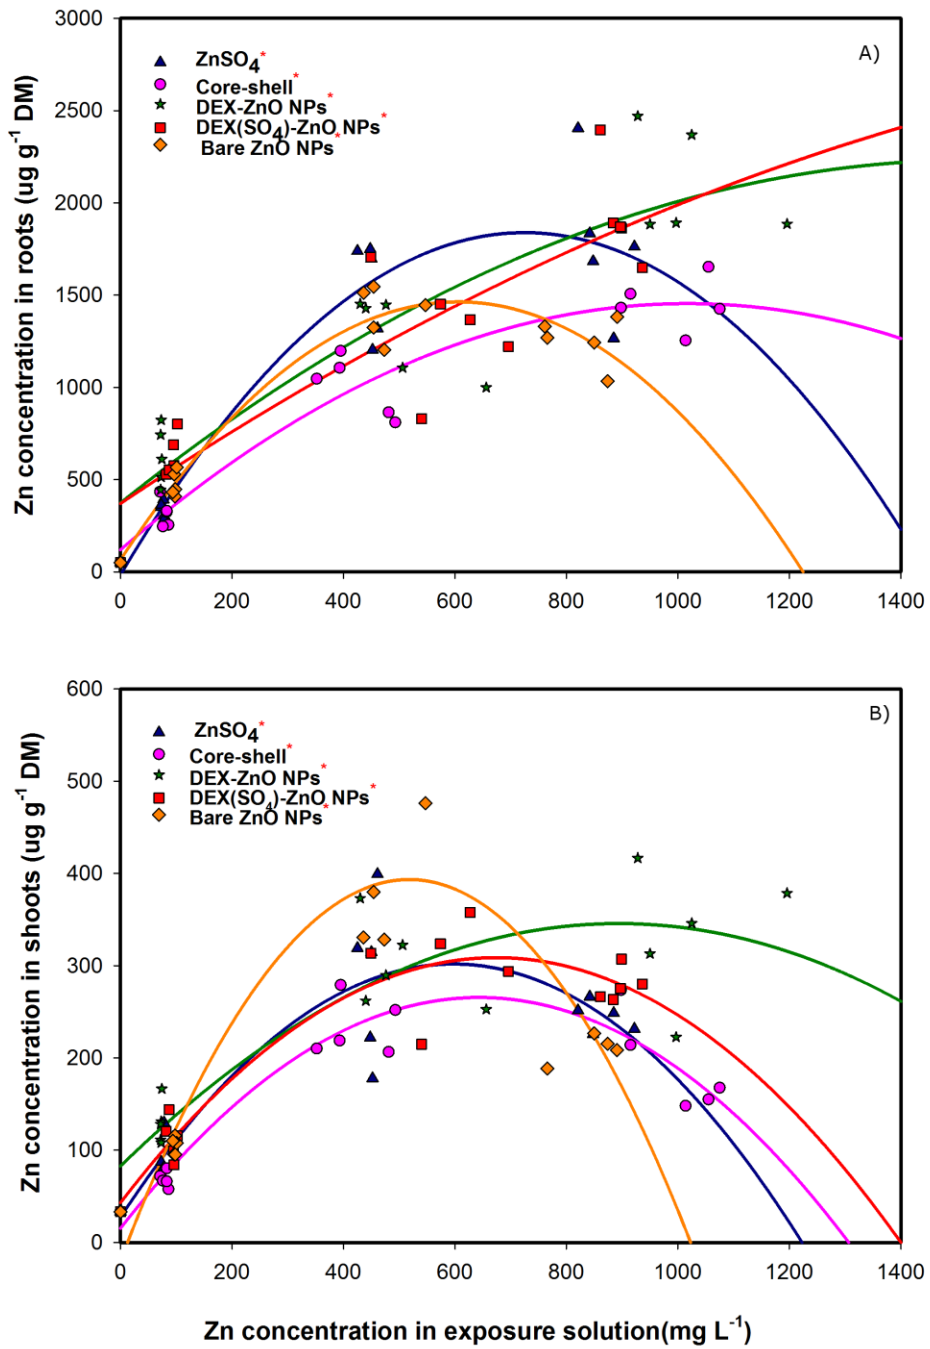 3000
2500
2000
1500
1000
500
0
Zn concentration in roots (ug g⁻¹ DM)
A)
ZnSO₄*
Core-shell*
DEX-ZnO NPs*
DEX(SO₄)-ZnO NPs*
Bare ZnO NPs*
0 200 400 600 800 1000 1200 1400
600
500
400
300
200
100
0
Zn concentration in shoots (ug g⁻¹ DM)
B)
ZnSO₄*
Core-shell*
DEX-ZnO NPs*
DEX(SO₄)-ZnO NPs*
Bare ZnO NPs*
0 200 400 600 800 1000 1200 1400
Zn concentration in exposure solution(mg L⁻¹)